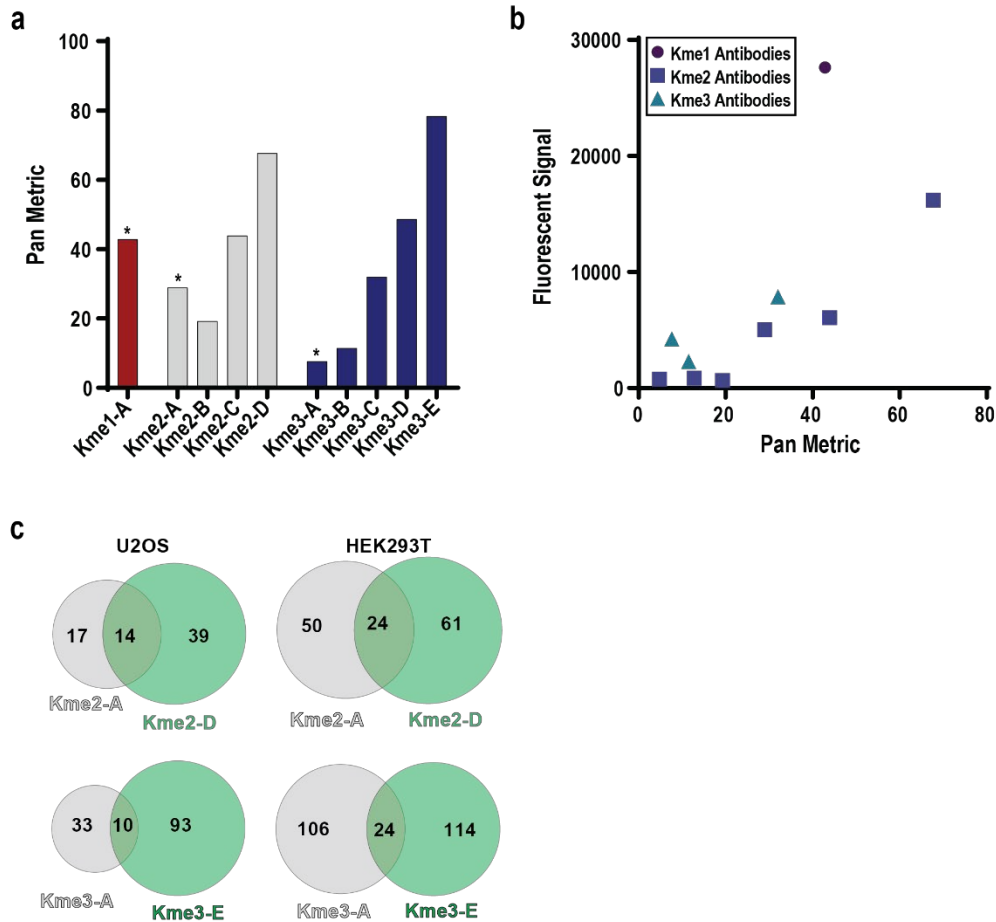 a
100
80
60
40
20
0
Pan Metric
*
*
*
Kme1-A
Kme2-A
Kme2-B
Kme2-C
Kme2-D
Kme3-A
Kme3-B
Kme3-C
Kme3-D
Kme3-E
b
30000
20000
10000
0
Fluorescent Signal
Kme1 Antibodies
Kme2 Antibodies
Kme3 Antibodies
0 20 40 60 80
Pan Metric
c
U2OS
17 14 39
Kme2-A
Kme2-D
HEK293T
50 24 61
Kme2-A
Kme2-D
33 10 93
Kme3-A
Kme3-E
106 24 114
Kme3-A
Kme3-E